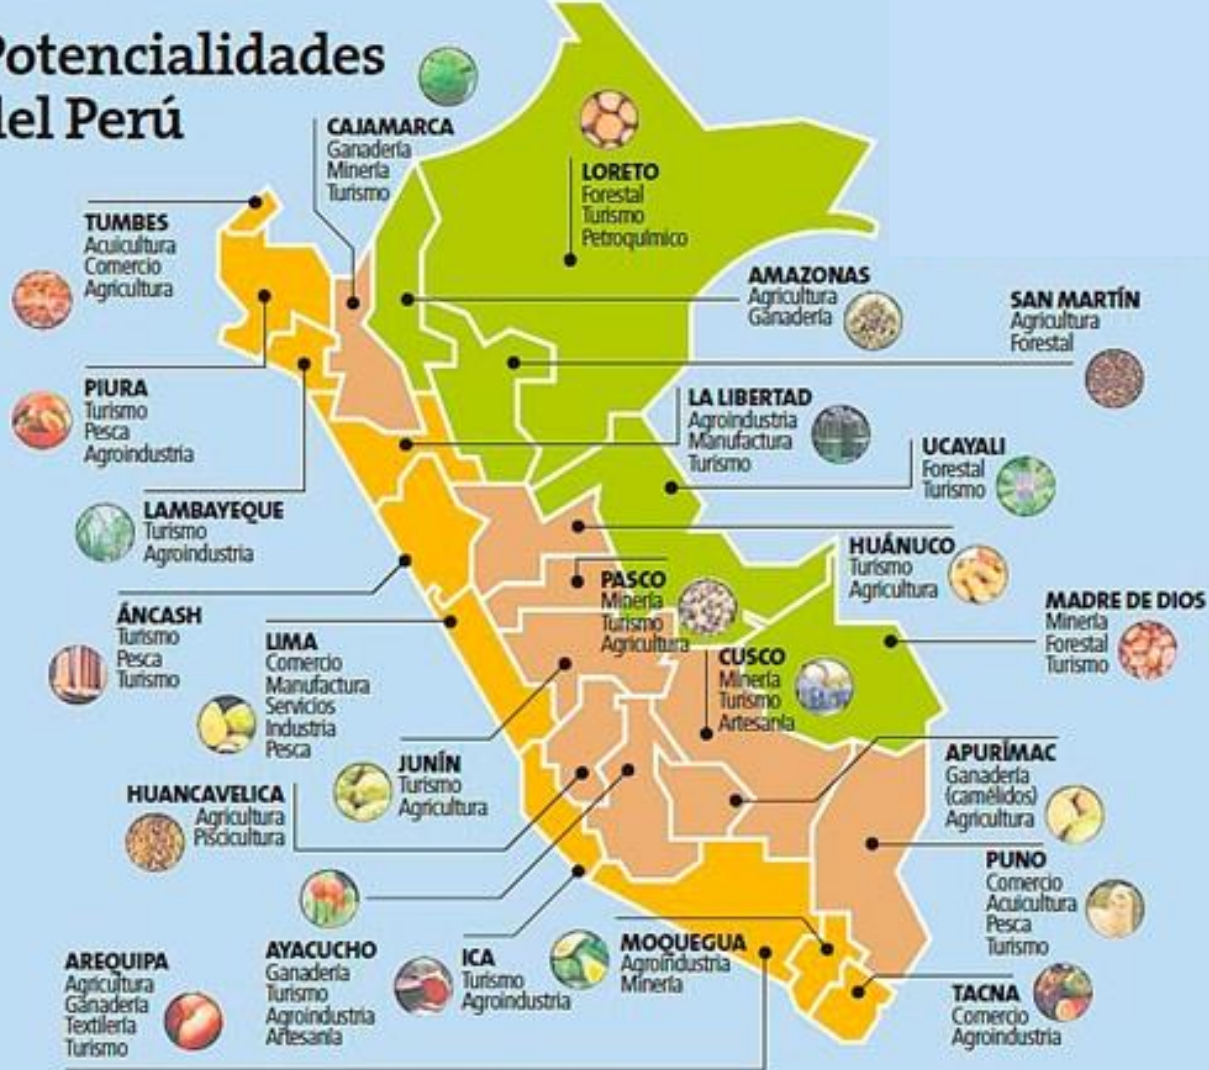 Potencialidades
del Perú
CAJAMARCA
Ganadería
Minería
Turismo
LORETO
Forestal
Turismo
Petroquímico
TUMBES
Acuicultura
Comercio
Agricultura
AMAZONAS
Agricultura
Ganadería
SAN MARTÍN
Agricultura
Forestal
PIURA
Turismo
Pesca
Agroindustria
LA LIBERTAD
Agroindustria
Manufactura
Turismo
UCAYALI
Forestal
Turismo
LAMBAYEQUE
Turismo
Agroindustria
HUÁNUCO
Turismo
Agricultura
PASCO
Minería
Turismo
Agricultura
MADRE DE DIOS
Minería
Forestal
Turismo
ÁNCASH
Turismo
Pesca
Turismo
LIMA
Comercio
Manufactura
Servicios
Industria
Pesca
CUSCO
Minería
Turismo
Artesanía
JUNÍN
Turismo
Agricultura
APURÍMAC
Ganadería
(camélidos)
Agricultura
HUANCAVELICA
Agricultura
Piscicultura
PUNO
Comercio
Acuicultura
Pesca
Turismo
AREQUIPA
Agricultura
Ganadería
Textilería
Turismo
AYACUCHO
Ganadería
Turismo
Agroindustria
Artesanía
ICA
Turismo
Agroindustria
MOQUEGUA
Agroindustria
Minería
TACNA
Comercio
Agroindustria